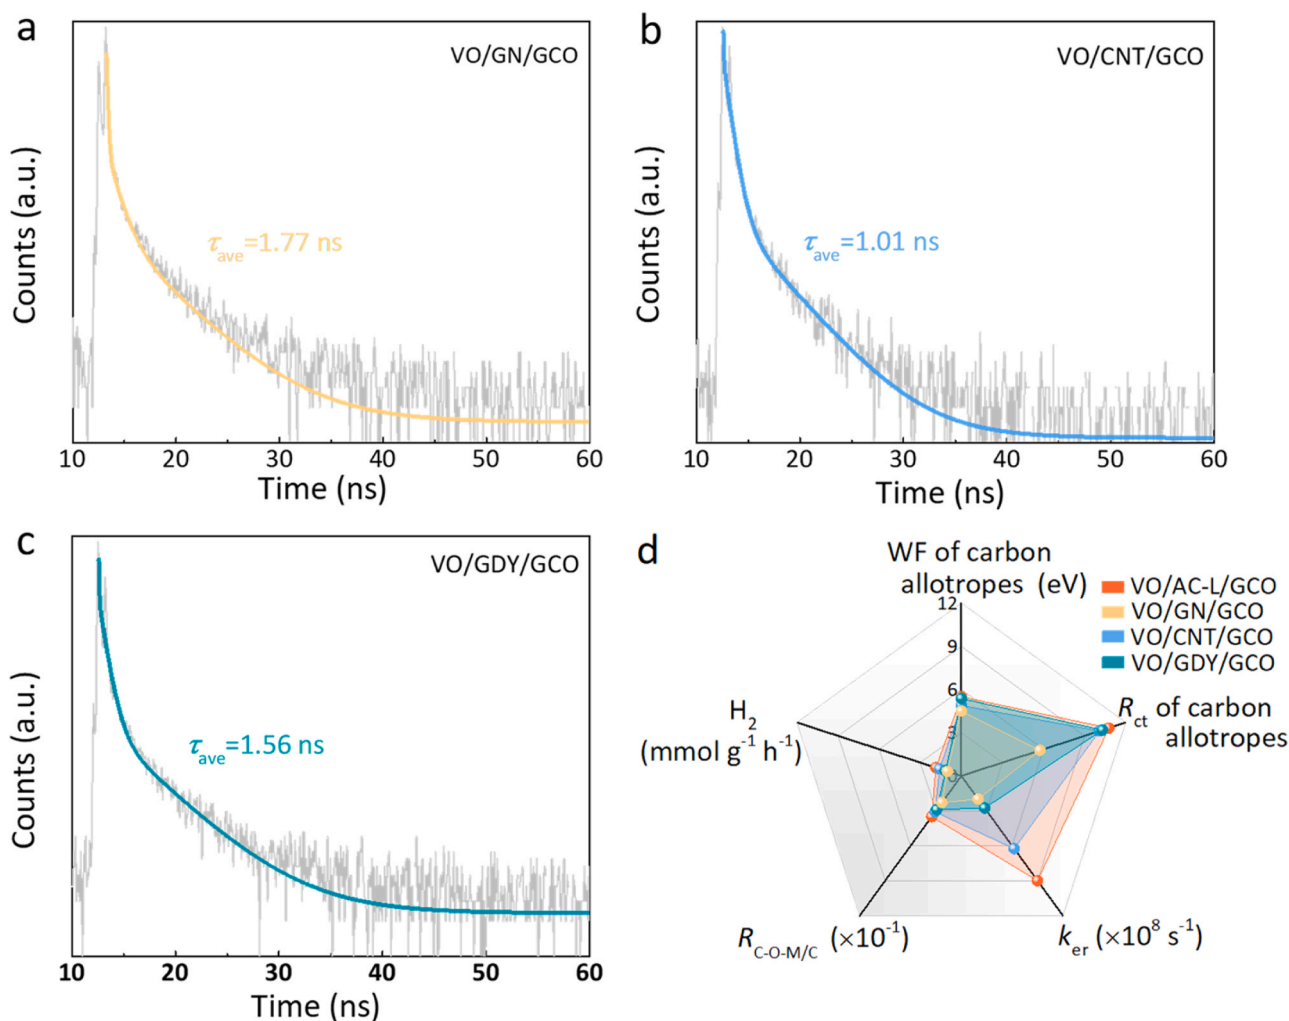 a
VO/GN/GCO
τave=1.77 ns
Counts (a.u.)
10 20 30 40 50 60
Time (ns)
b
VO/CNT/GCO
τave=1.01 ns
Counts (a.u.)
10 20 30 40 50 60
Time (ns)
c
VO/GDY/GCO
τave=1.56 ns
Counts (a.u.)
10 20 30 40 50 60
Time (ns)
d
WF of carbon
allotropes (eV)
VO/AC-L/GCO
VO/GN/GCO
VO/CNT/GCO
VO/GDY/GCO
12
9
6
3
0
Rct of carbon
allotropes
H2
(mmol g⁻¹ h⁻¹)
RC-O-M/C (×10⁻¹)
ker (×10⁸ s⁻¹)